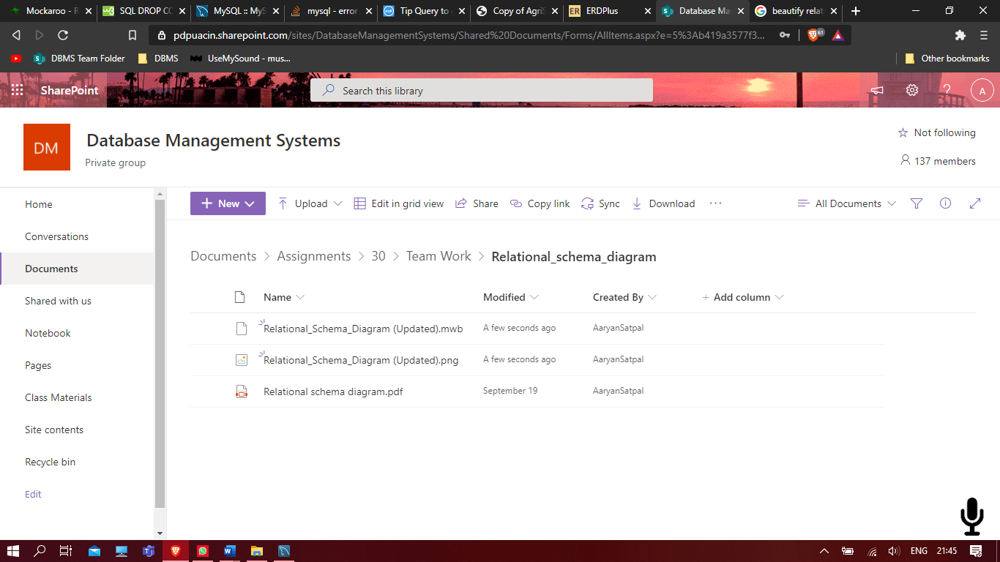 Mockaroo - R
SQL DROP CO
MySQL :: MyS
mysql - error
Tip Query to
Copy of AgriS
ERDPlus
Database Ma
beautify relat
pdpuacin.sharepoint.com/sites/DatabaseManagementSystems/Shared%20Documents/Forms/AllItems.aspx?e=5%3Ab419a3577f3...
61
DBMS Team Folder
DBMS
UseMySound - mus...
Other bookmarks
SharePoint
Search this library
A
DM
Database Management Systems
Private group
Not following
137 members
Home
Conversations
Documents
Shared with us
Notebook
Pages
Class Materials
Site contents
Recycle bin
Edit
New
Upload
Edit in grid view
Share
Copy link
Sync
Download
All Documents
Documents > Assignments > 30 > Team Work > Relational_schema_diagram
Name Modified Created By + Add column
Relational_Schema_Diagram (Updated).mwb A few seconds ago AaryanSatpal
Relational_Schema_Diagram (Updated).png A few seconds ago AaryanSatpal
Relational schema diagram.pdf September 19 AaryanSatpal
ENG 21:45